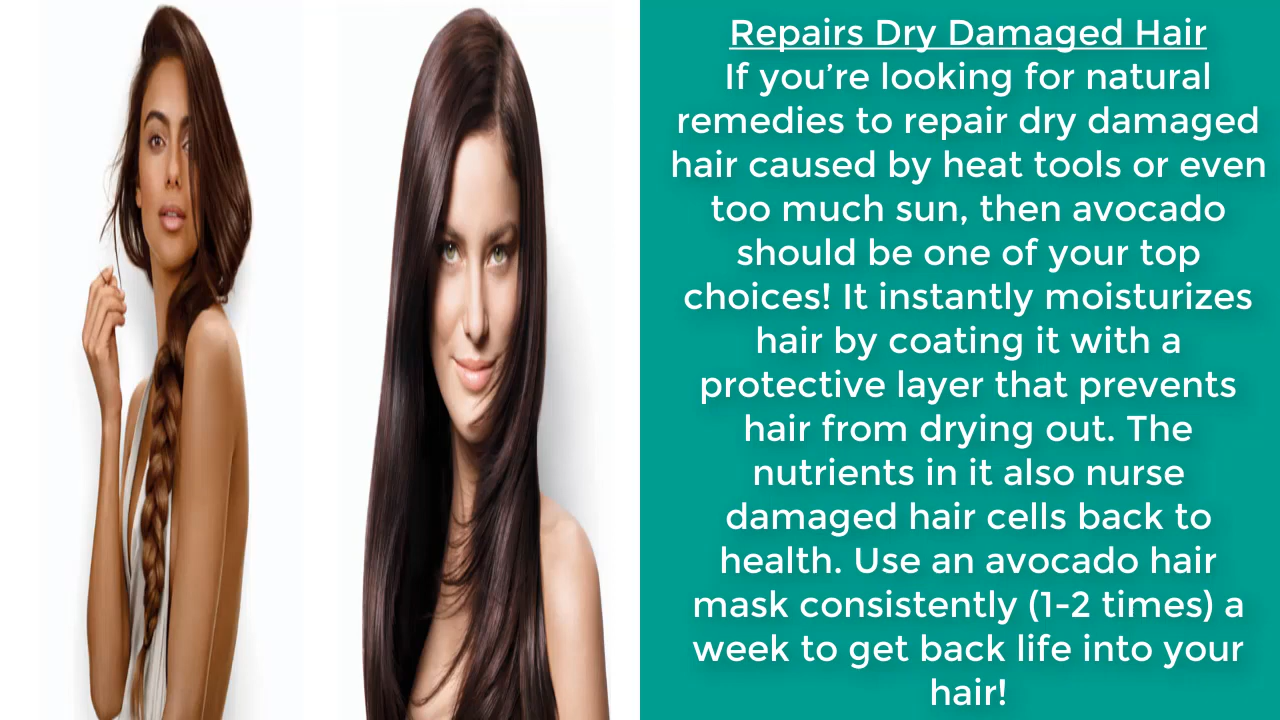 Repairs Dry Damaged Hair
If you’re looking for natural
remedies to repair dry damaged
hair caused by heat tools or even
too much sun, then avocado
should be one of your top
choices! It instantly moisturizes
hair by coating it with a
protective layer that prevents
hair from drying out. The
nutrients in it also nurse
damaged hair cells back to
health. Use an avocado hair
mask consistently (1-2 times) a
week to get back life into your
hair!